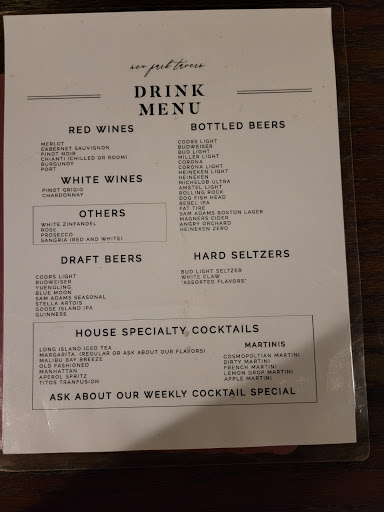 new park tavern
DRINK
MENU
RED WINES
MERLOT
CABERNET SAUVIGNON
PINOT NOIR
CHIANTI (CHILLED OR ROOM)
BURGUNDY
PORT
WHITE WINES
PINOT GRIGIO
CHARDONNAY
OTHERS
WHITE ZINFANDEL
ROSE
PROSECCO
SANGRIA (RED AND WHITE)
BOTTLED BEERS
COORS LIGHT
BUDWEISER
BUD LIGHT
MILLER LIGHT
CORONA
CORONA LIGHT
HEINEKEN LIGHT
HEINEKEN
MICHELOB ULTRA
AMSTEL LIGHT
ROLLING ROCK
DOG FISH HEAD
REBEL IPA
FAT TIRE
SAM ADAMS BOSTON LAGER
MAGNERS CIDER
ANGRY ORCHARD
HEINEKEN ZERO
DRAFT BEERS
COORS LIGHT
BUDWEISER
YUENGLING
BLUE MOON
SAM ADAMS SEASONAL
STELLA ARTOIS
GOOSE ISLAND IPA
GUINNESS
HARD SELTZERS
BUD LIGHT SELTZER
WHITE CLAW
"ASSORTED FLAVORS"
HOUSE SPECIALTY COCKTAILS
LONG ISLAND ICED TEA
MARGARITA (REGULAR OR ASK ABOUT OUR FLAVORS)
MALIBU BAY BREEZE
OLD FASHIONED
MANHATTAN
APEROL SPRITZ
TITOS TRANFUSION
MARTINIS
COSMOPOLTIAN MARTINI
DIRTY MARTINI
FRENCH MARTINI
LEMON DROP MARTINI
APPLE MARTINI
ASK ABOUT OUR WEEKLY COCKTAIL SPECIAL